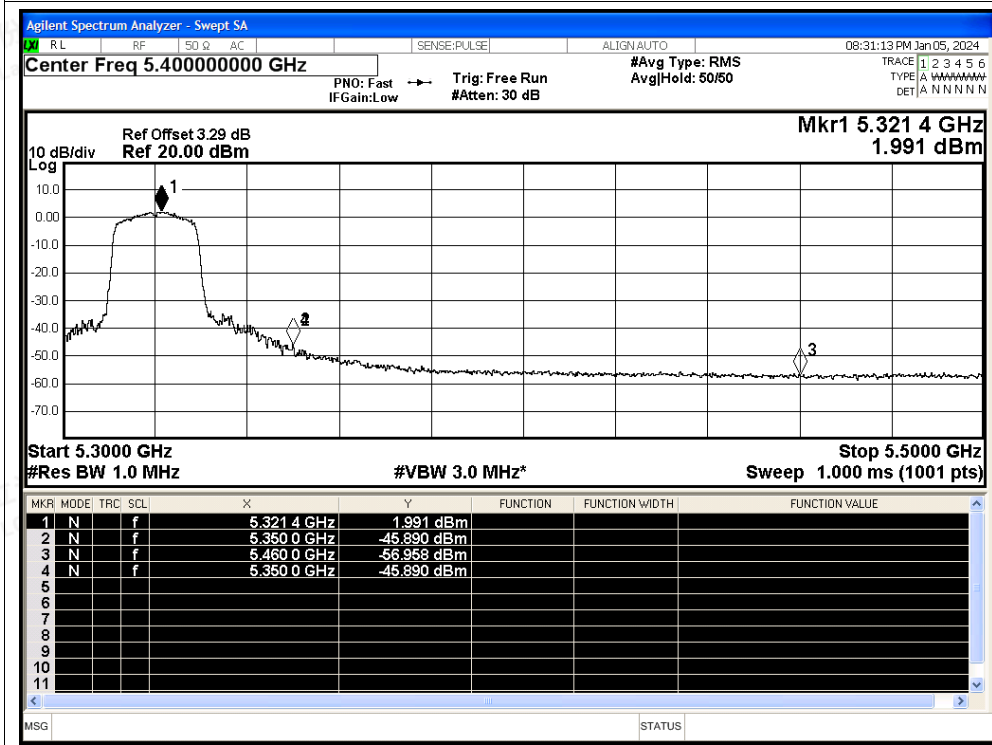 Agilent Spectrum Analyzer - Swept SA
LXI RL RF 50 Ω AC SENSE:PULSE ALIGN AUTO 08:31:13 PM Jan 05, 2024
Center Freq 5.400000000 GHz
PNO: Fast
IFGain:Low
Trig: Free Run
#Atten: 30 dB
#Avg Type: RMS
Avg|Hold: 50/50
TRACE 1 2 3 4 5 6
TYPE A WWWWW
DET A N N N N N
Mkr1 5.321 4 GHz
1.991 dBm
Ref Offset 3.29 dB
10 dB/div Ref 20.00 dBm
Log
1
10.0
0.00
-10.0
-20.0
-30.0
-40.0
-50.0
3
-60.0
-70.0
Start 5.3000 GHz Stop 5.5000 GHz
#Res BW 1.0 MHz #VBW 3.0 MHz* Sweep 1.000 ms (1001 pts)
MKR MODE TRC SCL X Y FUNCTION FUNCTION WIDTH FUNCTION VALUE
1 N f 5.321 4 GHz 1.991 dBm
2 N f 5.350 0 GHz -45.890 dBm
3 N f 5.460 0 GHz -56.958 dBm
4 N f 5.350 0 GHz -45.890 dBm
5
6
7
8
9
10
11
MSG STATUS